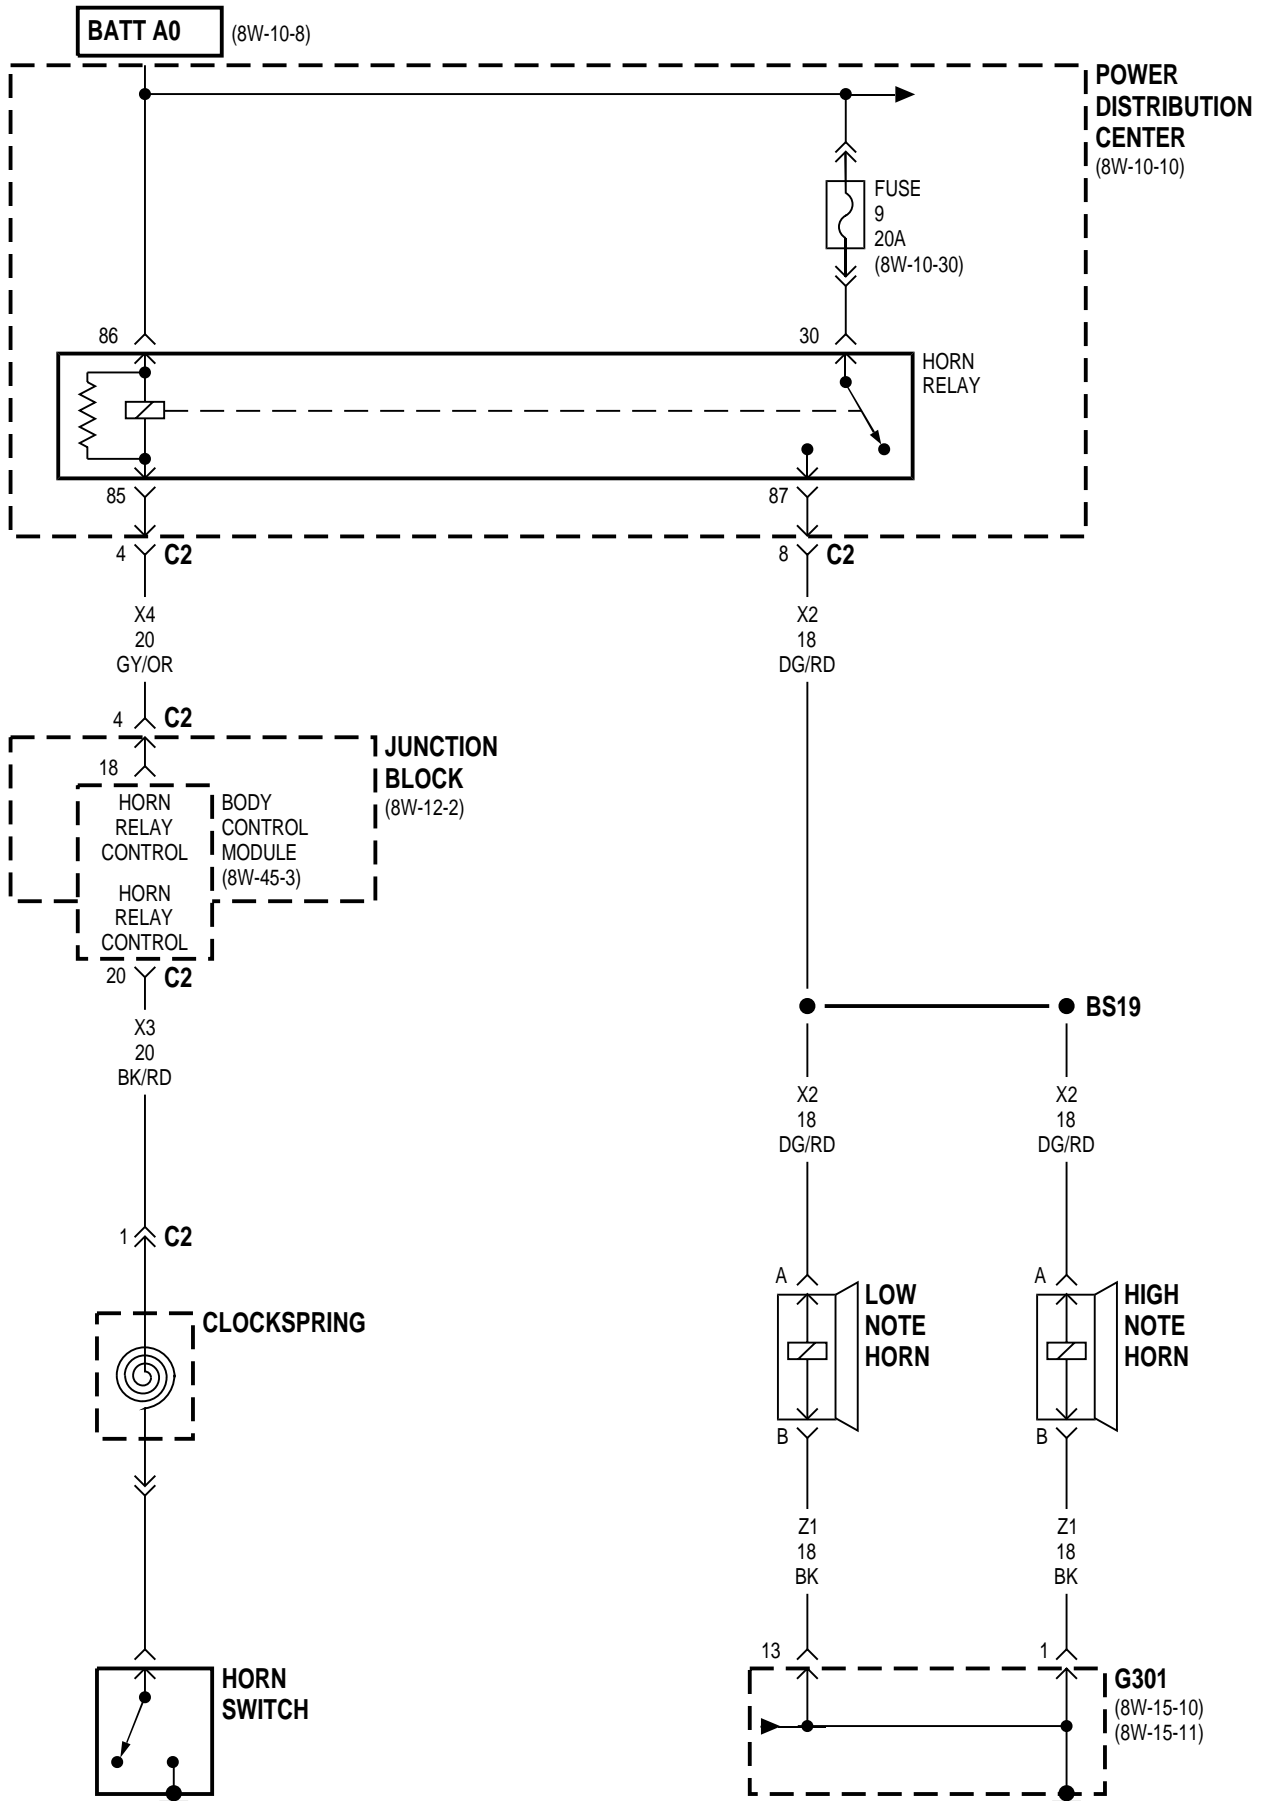 BATT A0
(8W-10-8)
POWER
DISTRIBUTION
CENTER
(8W-10-10)
FUSE
9
20A
(8W-10-30)
86
30
HORN
RELAY
85
87
4
C2
8
C2
X4
20
GY/OR
X2
18
DG/RD
4
C2
JUNCTION
BLOCK
(8W-12-2)
18
HORN
RELAY
CONTROL
BODY
CONTROL
MODULE
(8W-45-3)
HORN
RELAY
CONTROL
20
C2
X3
20
BK/RD
BS19
X2
18
DG/RD
X2
18
DG/RD
1
C2
CLOCKSPRING
A
LOW
NOTE
HORN
B
A
HIGH
NOTE
HORN
B
Z1
18
BK
Z1
18
BK
HORN
SWITCH
13
1
G301
(8W-15-10)
(8W-15-11)